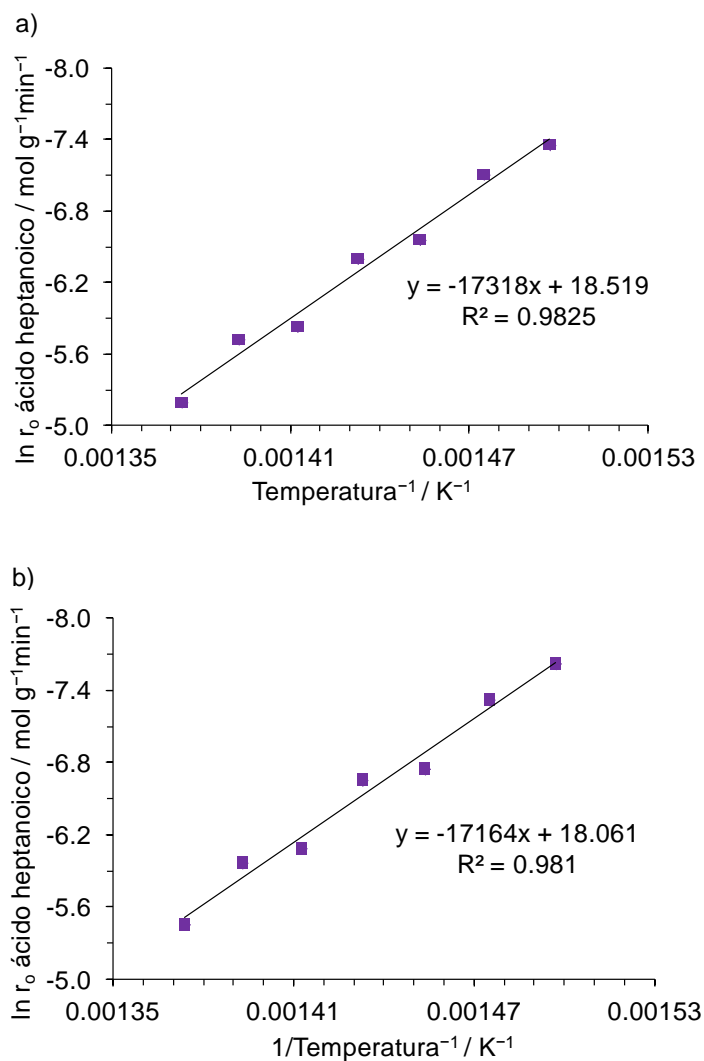 a)
ln rₒ ácido heptanoico / mol g⁻¹min⁻¹
-8.0
-7.4
-6.8
-6.2
-5.6
-5.0
y = -17318x + 18.519
R² = 0.9825
0.00135 0.00141 0.00147 0.00153
Temperatura⁻¹ / K⁻¹
b)
ln rₒ ácido heptanoico / mol g⁻¹min⁻¹
-8.0
-7.4
-6.8
-6.2
-5.6
-5.0
y = -17164x + 18.061
R² = 0.981
0.00135 0.00141 0.00147 0.00153
1/Temperatura⁻¹ / K⁻¹